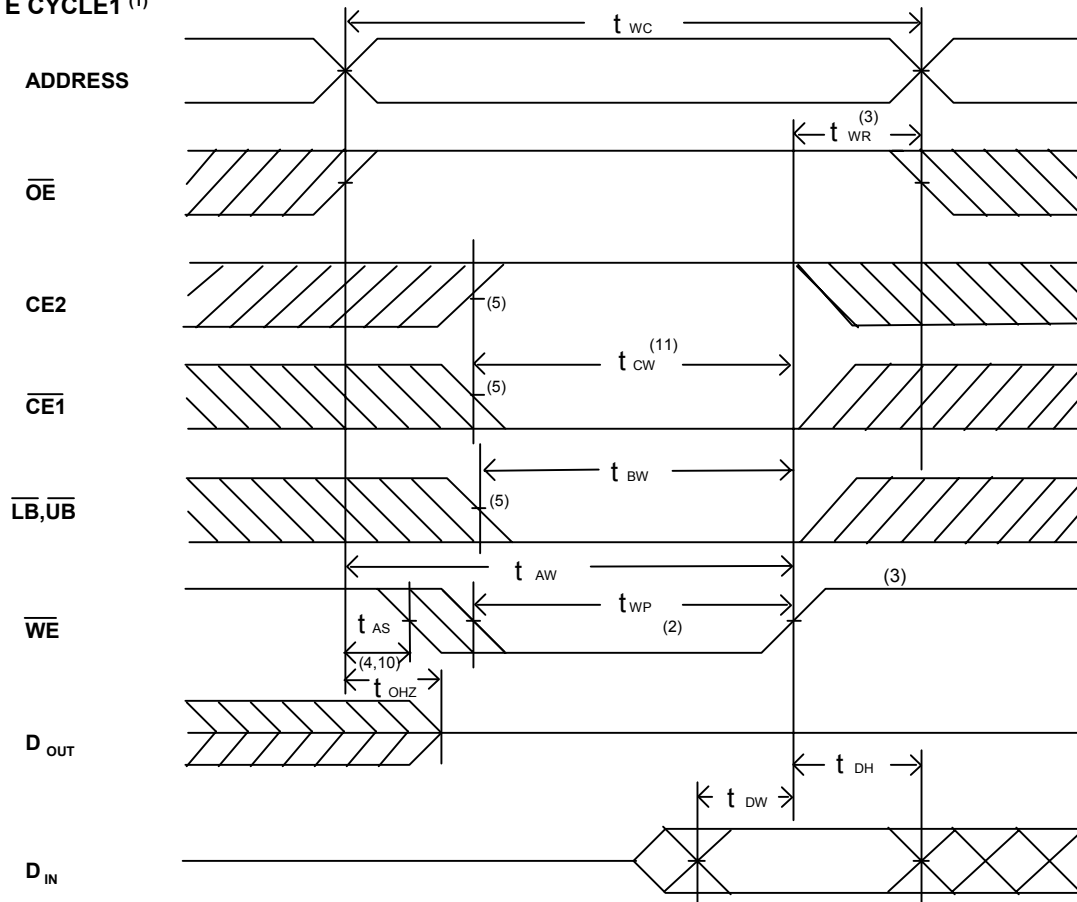 E CYCLE1 (1)
t WC
ADDRESS
t WR (3)
OE
CE2
(5)
t CW (11)
CE1
(5)
t BW
LB,UB
(5)
t AW
WE
t AS
t WP
(2)
(3)
(4,10)
t OHZ
D OUT
t DH
t DW
D IN